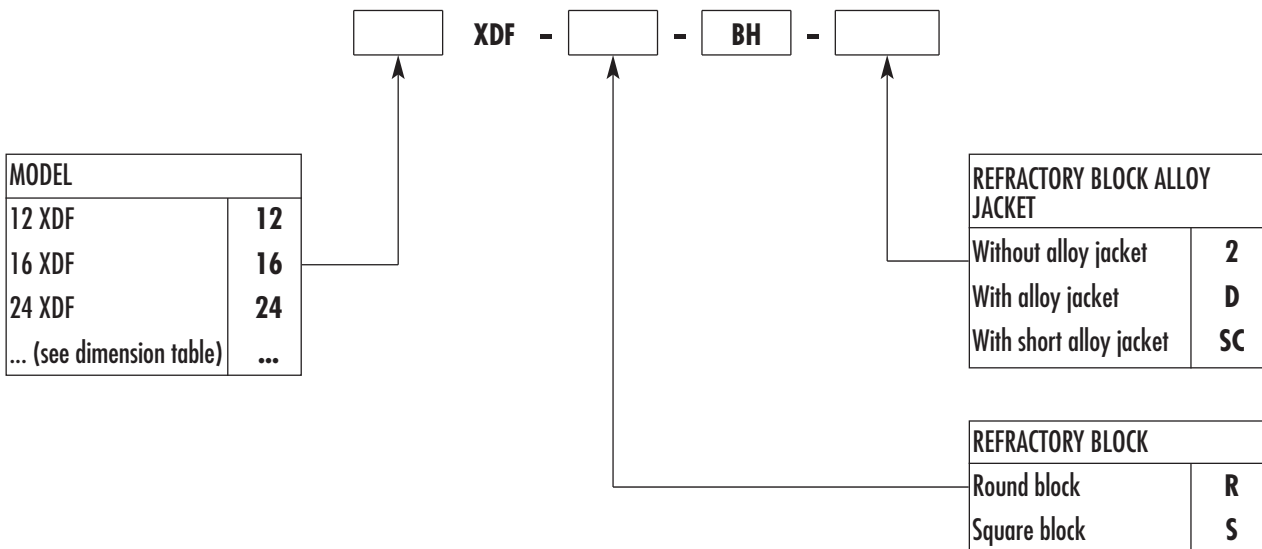 XDF - - BH -
MODEL
12 XDF 12
16 XDF 16
24 XDF 24
... (see dimension table) ...
REFRACTORY BLOCK ALLOY
JACKET
Without alloy jacket 2
With alloy jacket D
With short alloy jacket SC
REFRACTORY BLOCK
Round block R
Square block S